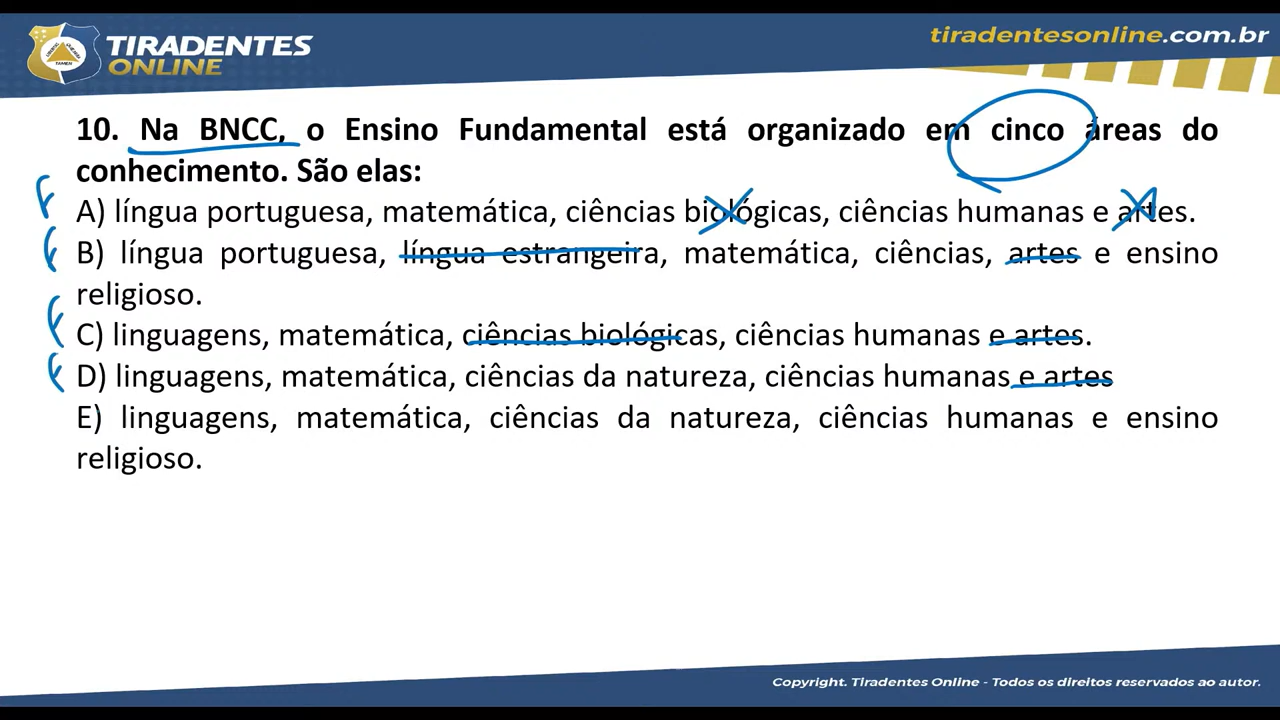 TIRADENTES
ONLINE
tiradentesonline.com.br
10. Na BNCC, o Ensino Fundamental está organizado em cinco áreas do
conhecimento. São elas:
A) língua portuguesa, matemática, ciências biológicas, ciências humanas e artes.
B) língua portuguesa, língua estrangeira, matemática, ciências, artes e ensino
religioso.
C) linguagens, matemática, ciências biológicas, ciências humanas e artes.
D) linguagens, matemática, ciências da natureza, ciências humanas e artes
E) linguagens, matemática, ciências da natureza, ciências humanas e ensino
religioso.
Copyright. Tiradentes Online - Todos os direitos reservados ao autor.